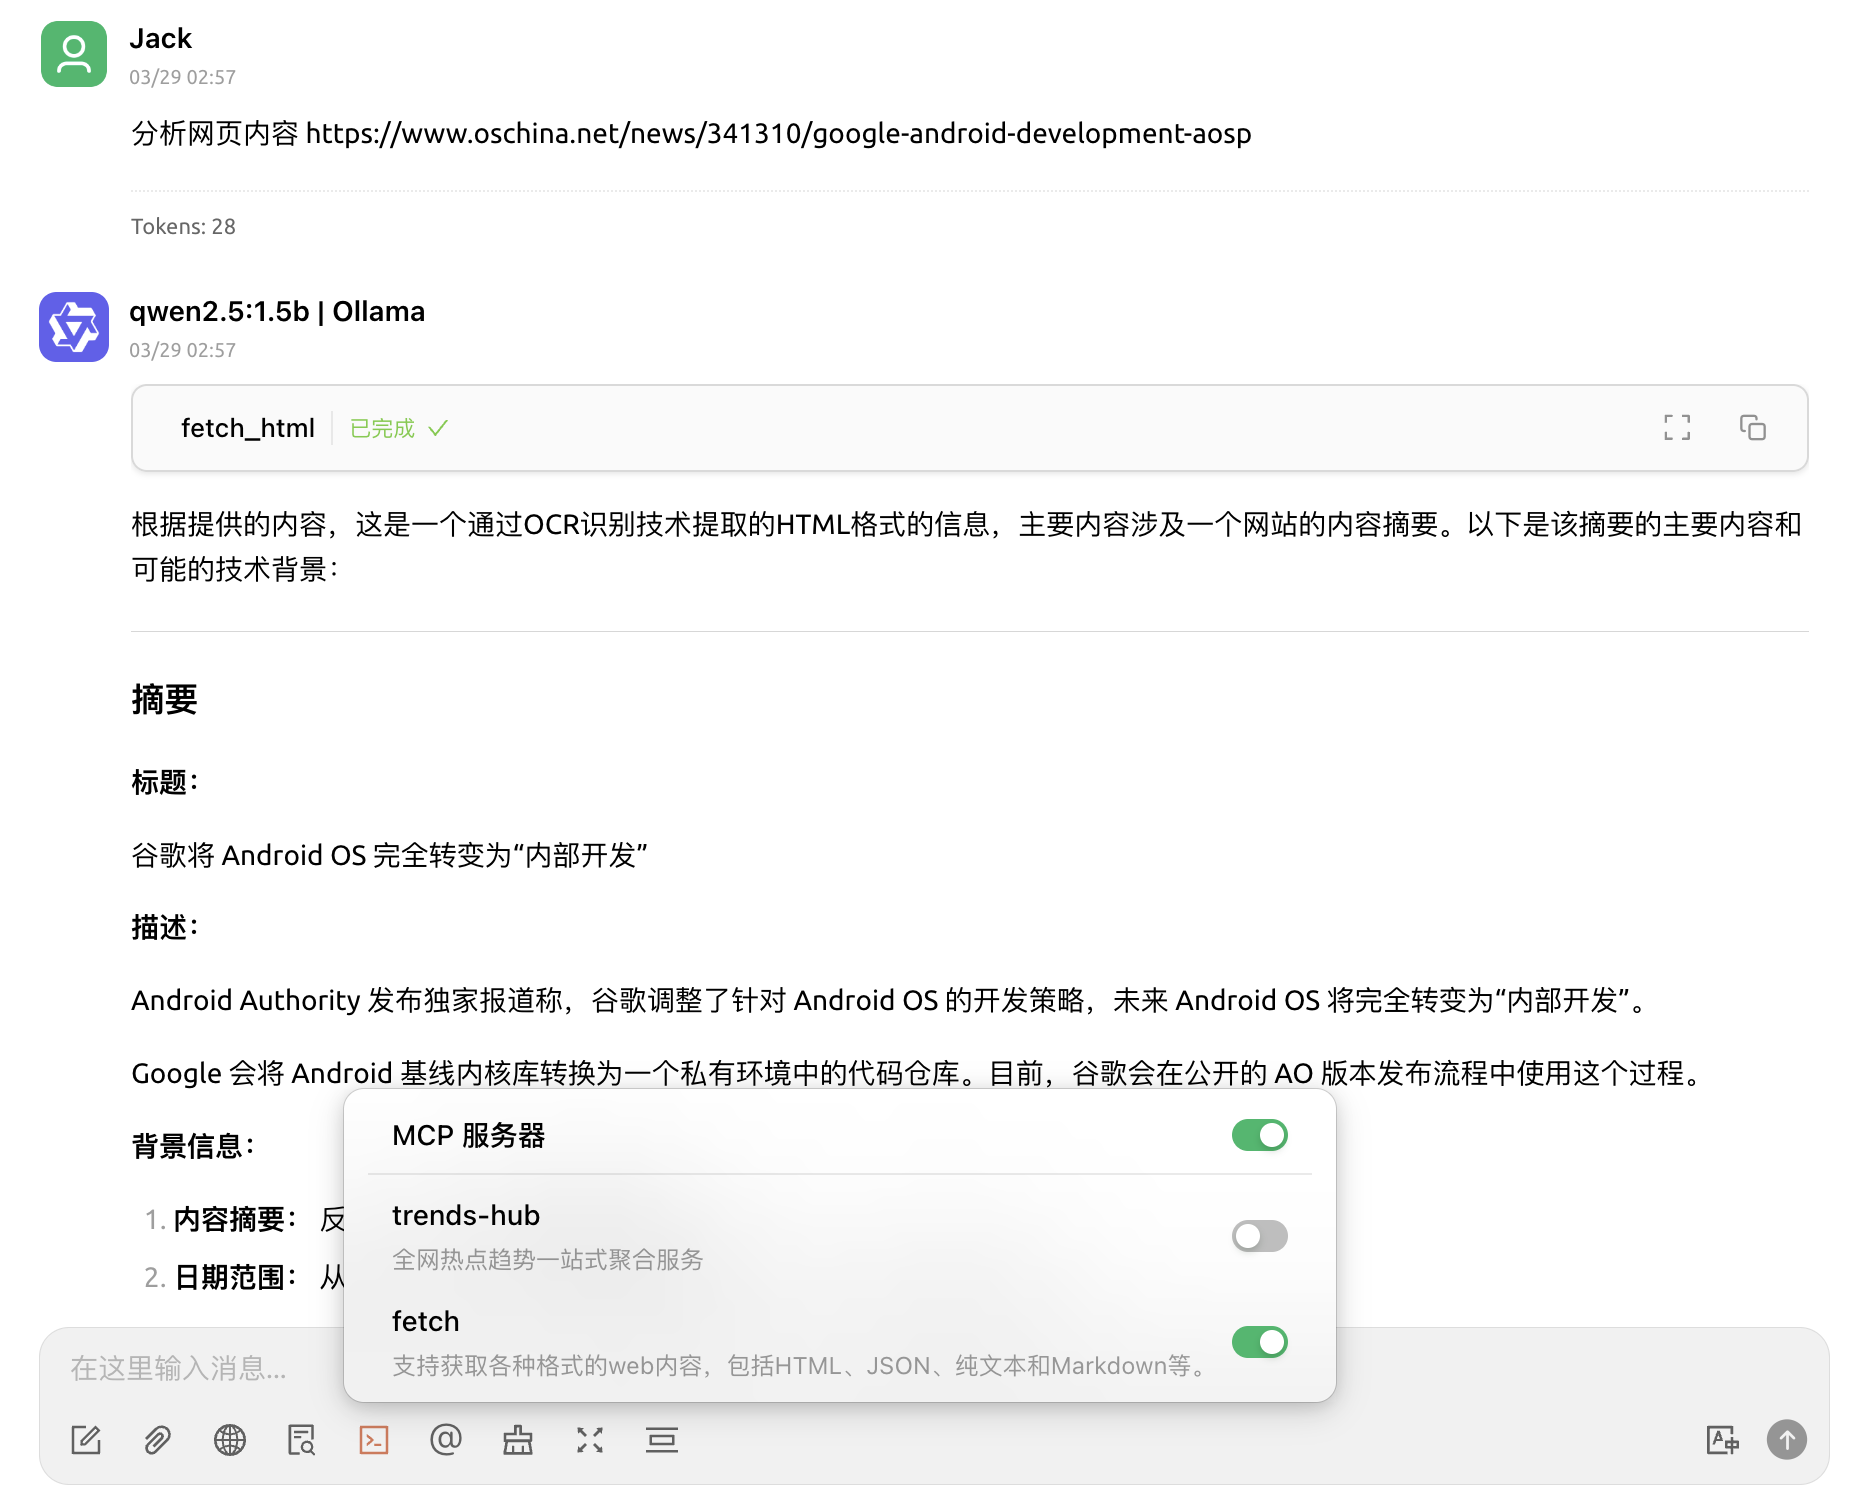 Jack
03/29 02:57
分析网页内容 https://www.oschina.net/news/341310/google-android-development-aosp
Tokens: 28
qwen2.5:1.5b | Ollama
03/29 02:57
fetch_html 已完成
根据提供的内容，这是一个通过OCR识别技术提取的HTML格式的信息，主要内容涉及一个网站的内容摘要。以下是该摘要的主要内容和
可能的技术背景：
摘要
标题：
谷歌将 Android OS 完全转变为“内部开发”
描述：
Android Authority 发布独家报道称，谷歌调整了针对 Android OS 的开发策略，未来 Android OS 将完全转变为“内部开发”。
Google 会将 Android 基线内核库转换为一个私有环境中的代码仓库。目前，谷歌会在公开的 AO 版本发布流程中使用这个过程。
背景信息：
1. 内容摘要： 反
2. 日期范围： 从
MCP 服务器
trends-hub
全网热点趋势一站式聚合服务
fetch
支持获取各种格式的web内容，包括HTML、JSON、纯文本和Markdown等。
在这里输入消息...